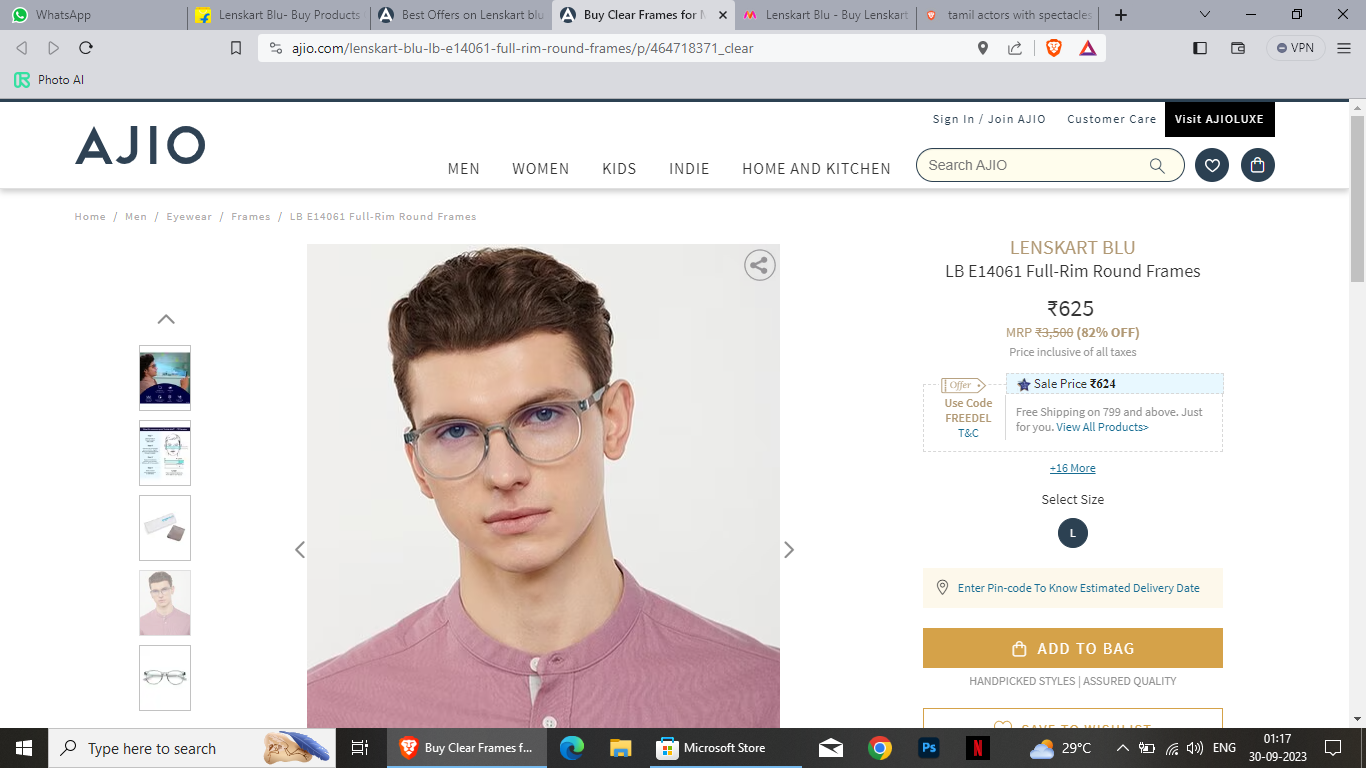 WhatsApp
Lenskart Blu- Buy Products
Best Offers on Lenskart blu
Buy Clear Frames for M
Lenskart Blu - Buy Lenskart
tamil actors with spectacles
ajio.com/lenskart-blu-lb-e14061-full-rim-round-frames/p/464718371_clear
VPN
Photo AI
Sign In / Join AJIO
Customer Care
Visit AJIOLUXE
AJIO
MEN
WOMEN
KIDS
INDIE
HOME AND KITCHEN
Search AJIO
Home / Men / Eyewear / Frames / LB E14061 Full-Rim Round Frames
LENSKART BLU
LB E14061 Full-Rim Round Frames
₹625
MRP ₹3,500 (82% OFF)
Price inclusive of all taxes
Offer
Use Code
FREEDEL
T&C
Sale Price ₹624
Free Shipping on 799 and above. Just
for you. View All Products>
+16 More
Select Size
L
Enter Pin-code To Know Estimated Delivery Date
ADD TO BAG
HANDPICKED STYLES | ASSURED QUALITY
SAVE TO WISHLIST
Type here to search
Buy Clear Frames f...
Microsoft Store
Ps
N
29°C
ENG
01:17
30-09-2023